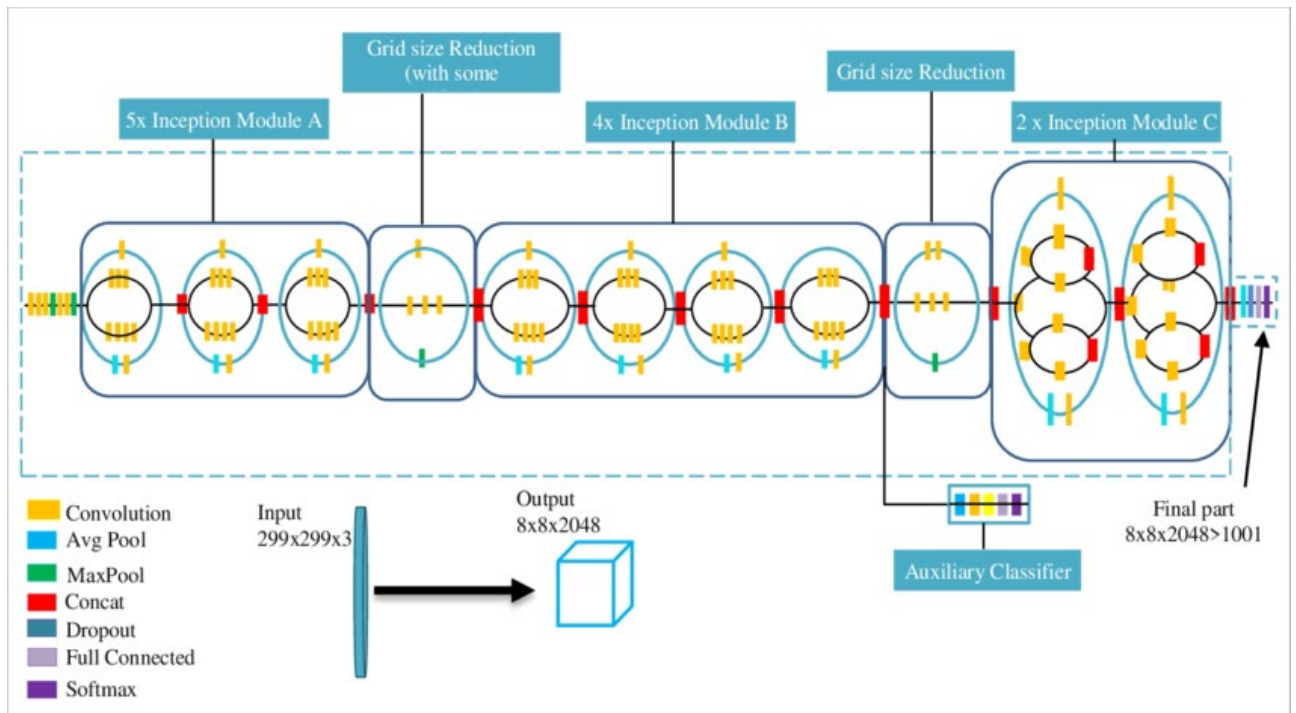 Grid size Reduction
(with some
Grid size Reduction
5x Inception Module A
4x Inception Module B
2 x Inception Module C
Convolution
Avg Pool
MaxPool
Concat
Dropout
Full Connected
Softmax
Input
299x299x3
Output
8x8x2048
Auxiliary Classifier
Final part
8x8x2048>1001